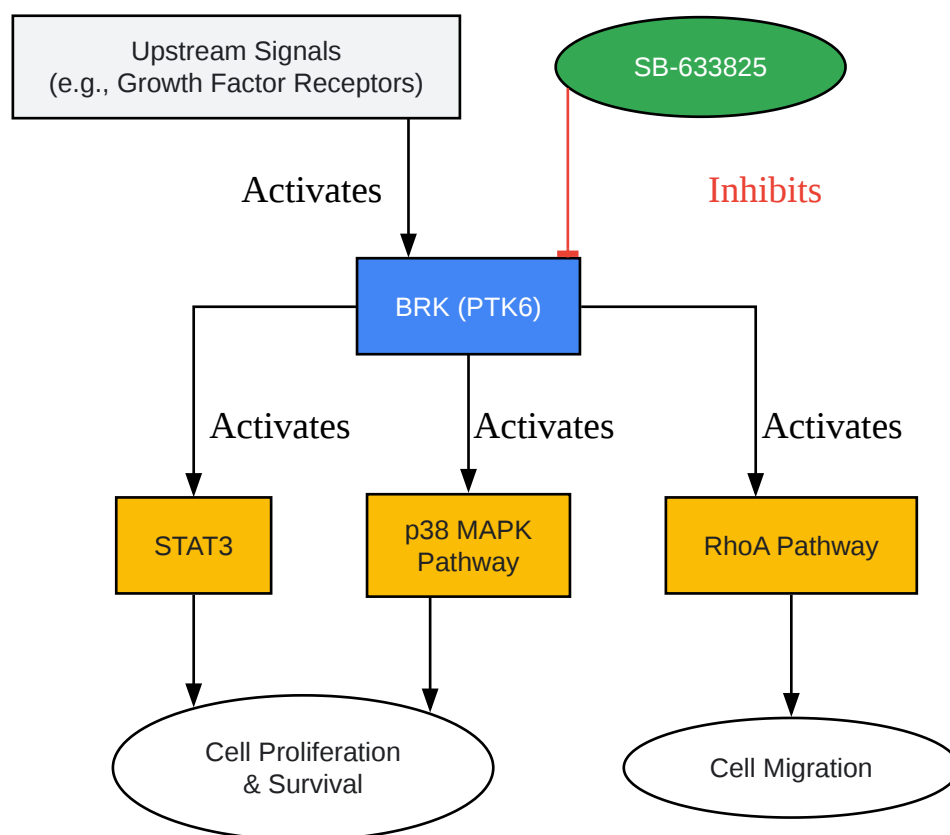 Upstream Signals
(e.g., Growth Factor Receptors)
SB-633825
Activates
Inhibits
BRK (PTK6)
Activates
Activates
Activates
STAT3
p38 MAPK
Pathway
RhoA Pathway
Cell Proliferation
& Survival
Cell Migration